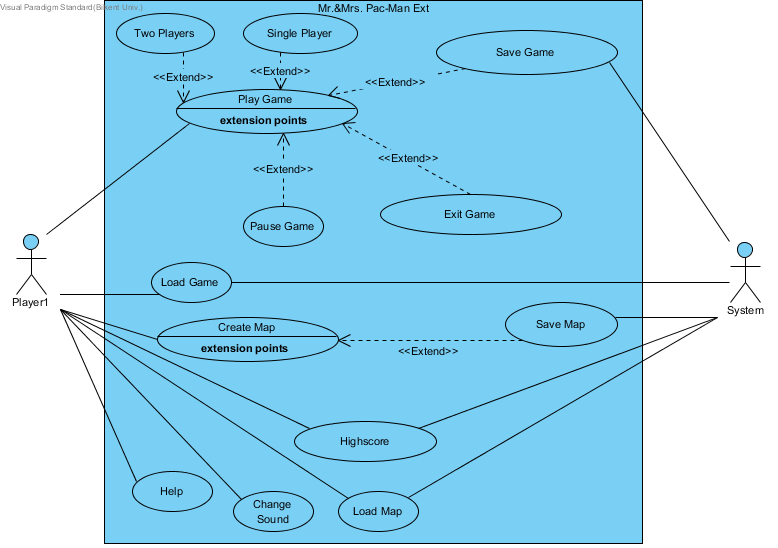 Visual Paradigm Standard(Bilkent Univ.)
Mr.&Mrs. Pac-Man Ext
Two Players
Single Player
Save Game
<<Extend>>
<<Extend>>
<<Extend>>
Play Game
extension points
<<Extend>>
<<Extend>>
Pause Game
Exit Game
Load Game
Player1
System
Create Map
extension points
Save Map
<<Extend>>
Highscore
Help
Change
Sound
Load Map